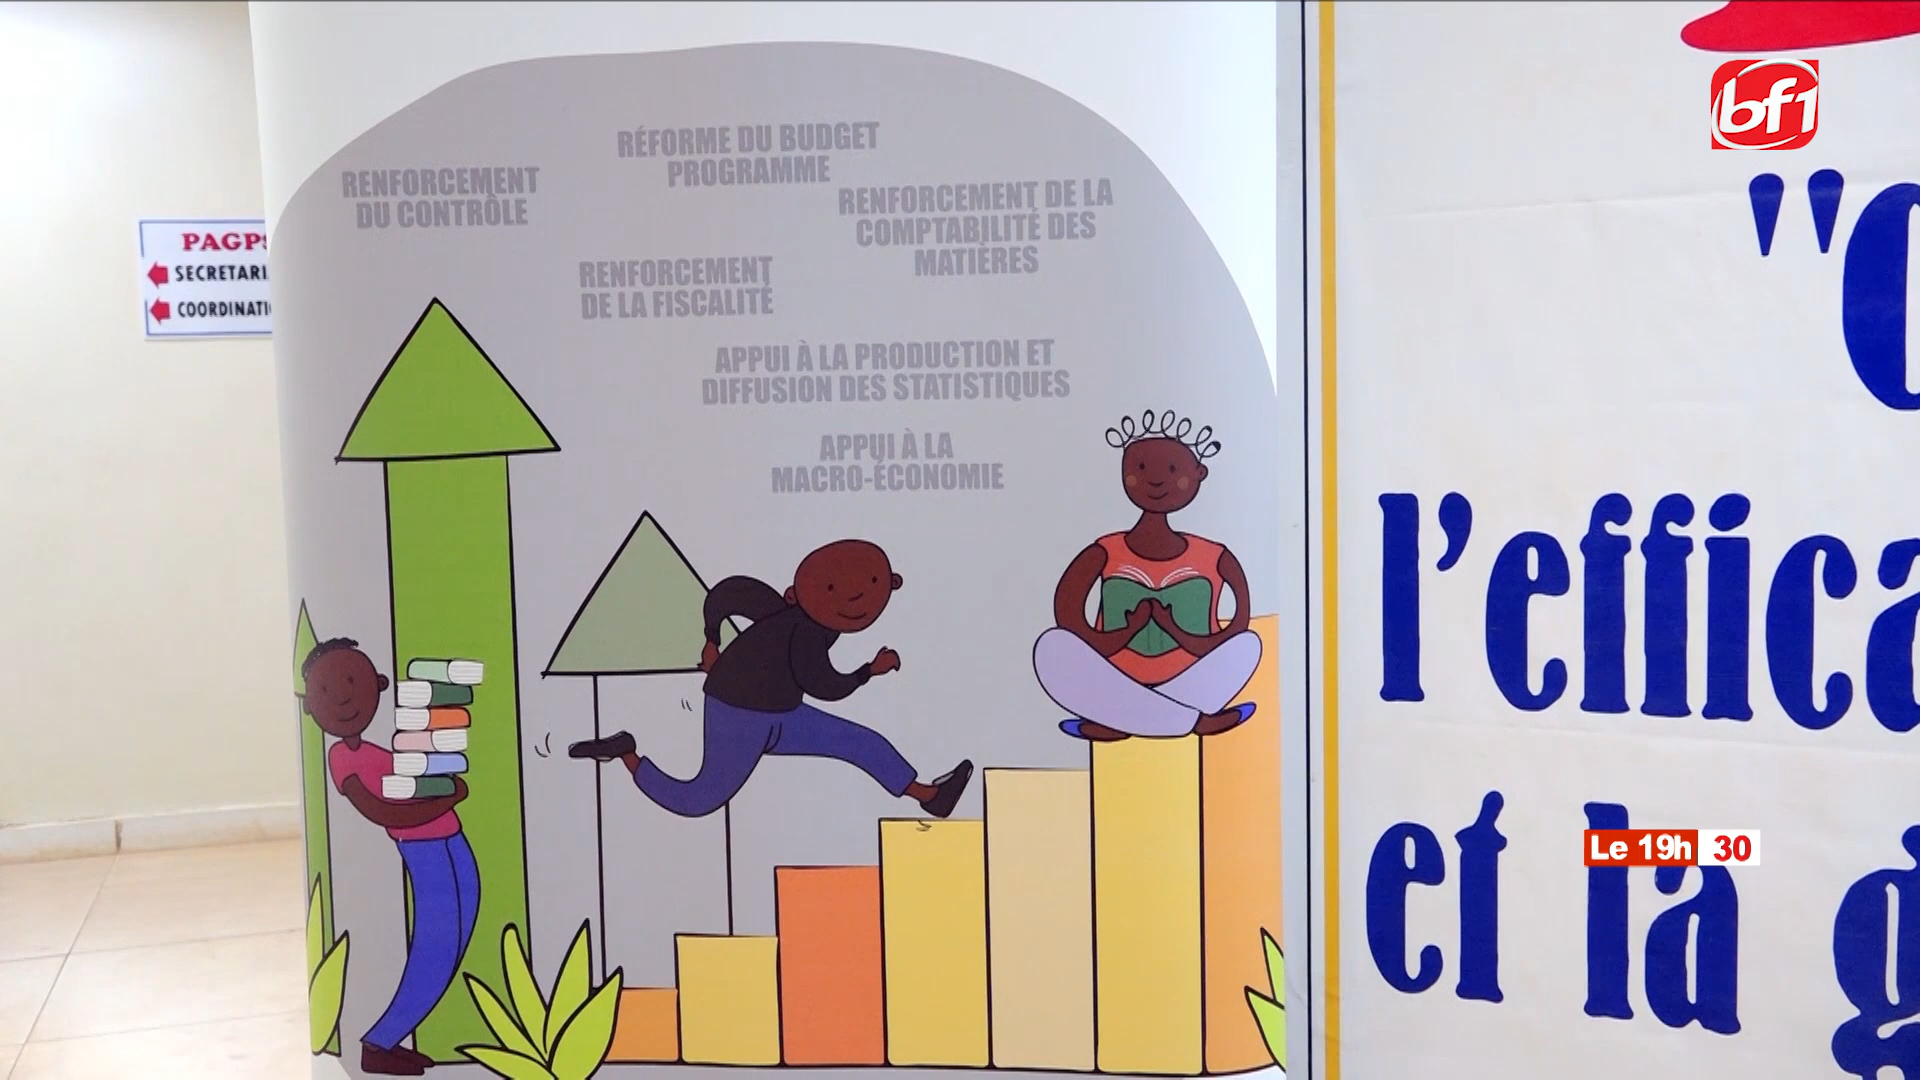 bf1
RÉFORME DU BUDGET
PROGRAMME
RENFORCEMENT
DU CONTRÔLE
RENFORCEMENT DE LA
COMPTABILITÉ DES
MATIÈRES
RENFORCEMENT
DE LA FISCALITÉ
APPUI À LA PRODUCTION ET
DIFFUSION DES STATISTIQUES
APPUI À LA
MACRO-ÉCONOMIE
PAGPS
SECRETARI
COORDINATI
"C
l'effica
et la g
Le 19h 30